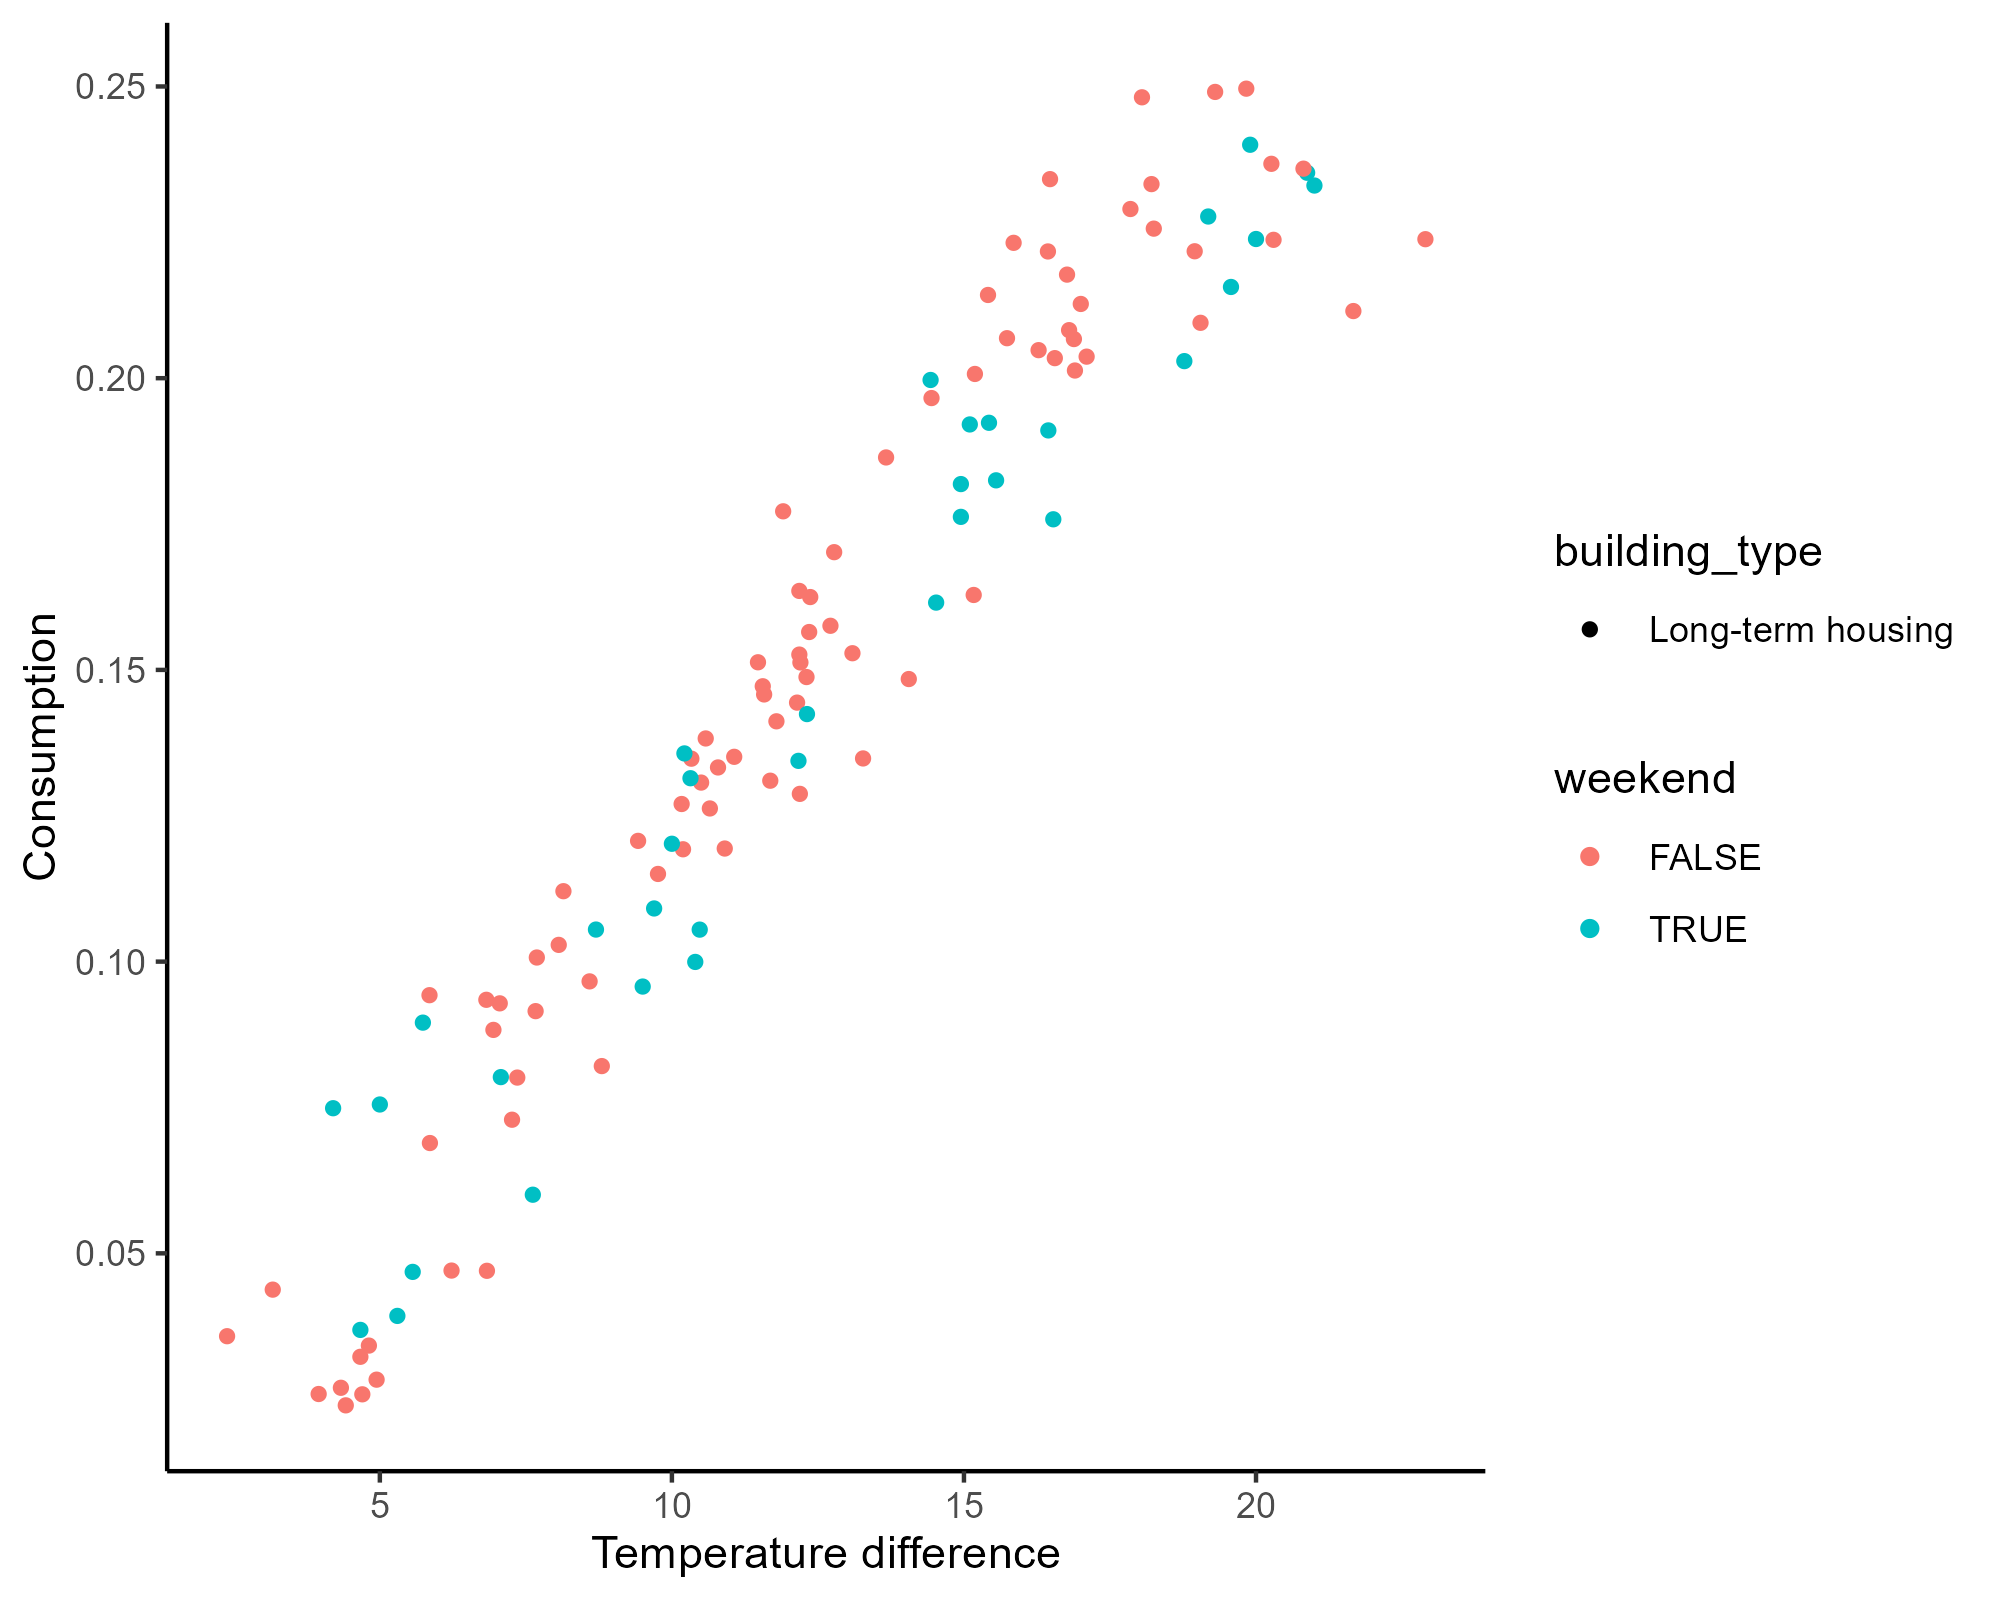 0.25
0.20
0.15
0.10
0.05
Consumption
5 10 15 20
Temperature difference
building_type
Long-term housing
weekend
FALSE
TRUE